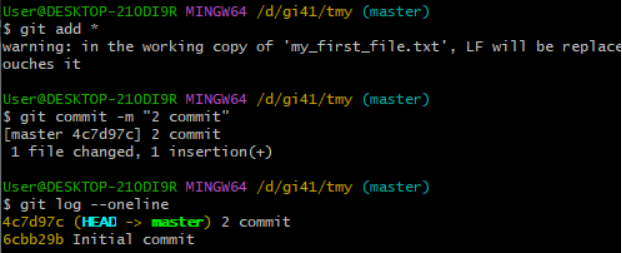 User@DESKTOP-210DI9R MINGW64 /d/gi41/tmy (master)
$ git add *
warning: in the working copy of 'my_first_file.txt', LF will be replace
ouches it
User@DESKTOP-210DI9R MINGW64 /d/gi41/tmy (master)
$ git commit -m "2 commit"
[master 4c7d97c] 2 commit
1 file changed, 1 insertion(+)
User@DESKTOP-210DI9R MINGW64 /d/gi41/tmy (master)
$ git log --oneline
4c7d97c (HEAD -> master) 2 commit
6cbb29b Initial commit